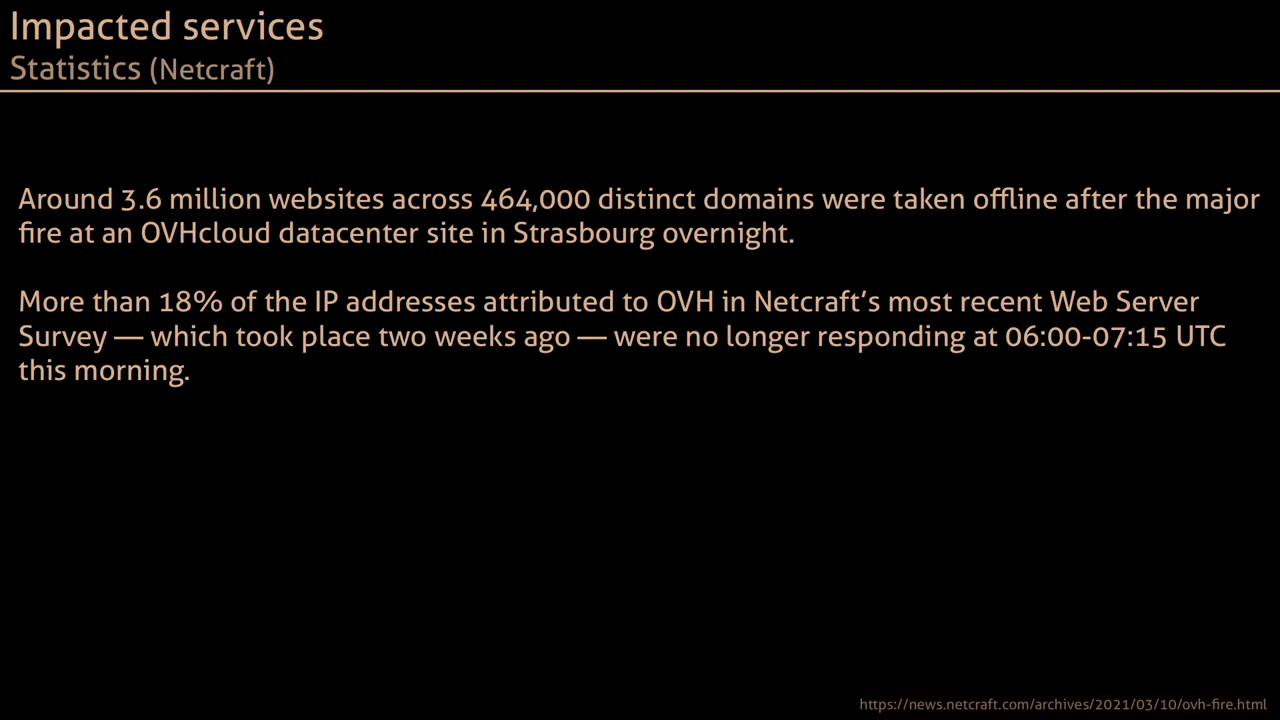 Impacted services
Statistics (Netcraft)
Around 3.6 million websites across 464,000 distinct domains were taken offline after the major
fire at an OVHcloud datacenter site in Strasbourg overnight.
More than 18% of the IP addresses attributed to OVH in Netcraft’s most recent Web Server
Survey — which took place two weeks ago — were no longer responding at 06:00-07:15 UTC
this morning.
https://news.netcraft.com/archives/2021/03/10/ovh-fire.html